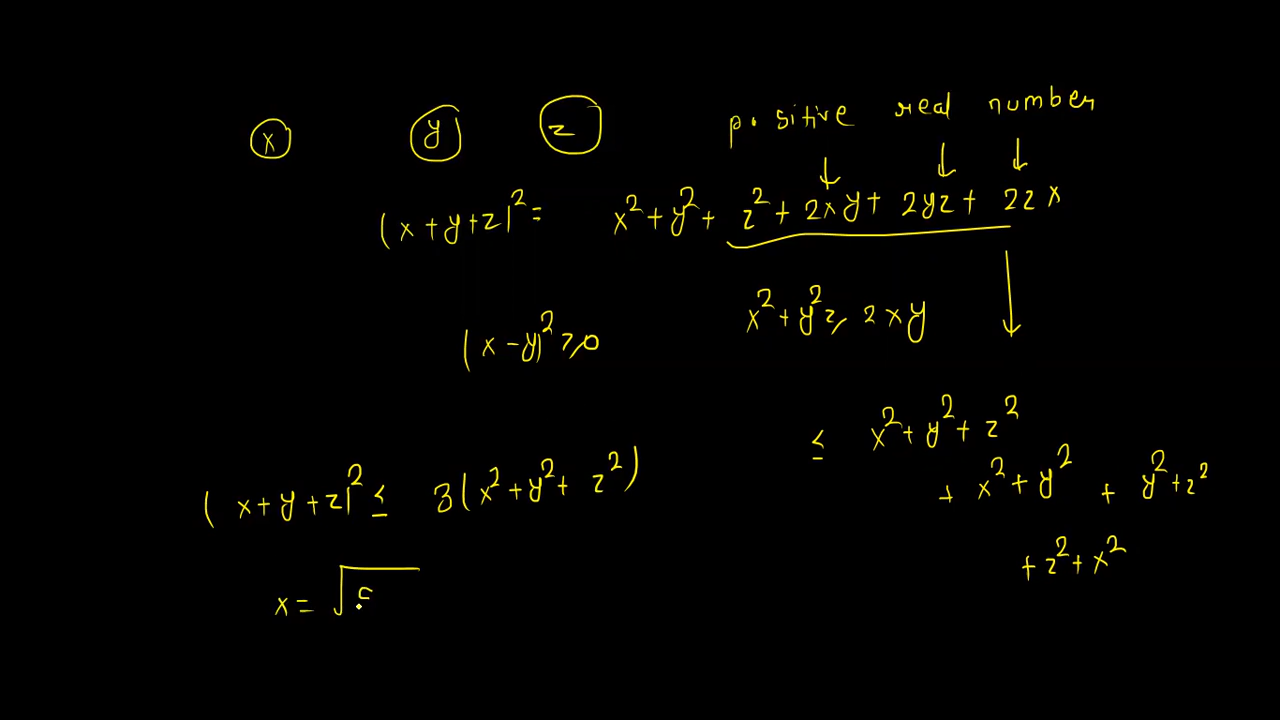 x y z positive real number
(x+y+z)²= x²+y²+ z²+2xy+ 2yz+ 2zx
x²+y²≥ 2xy
(x-y)²≥0
≤ x²+y²+z²
+ x²+y² + y²+z²
(x+y+z)²≤ 3(x²+y²+z²)
+z²+x²
x=√